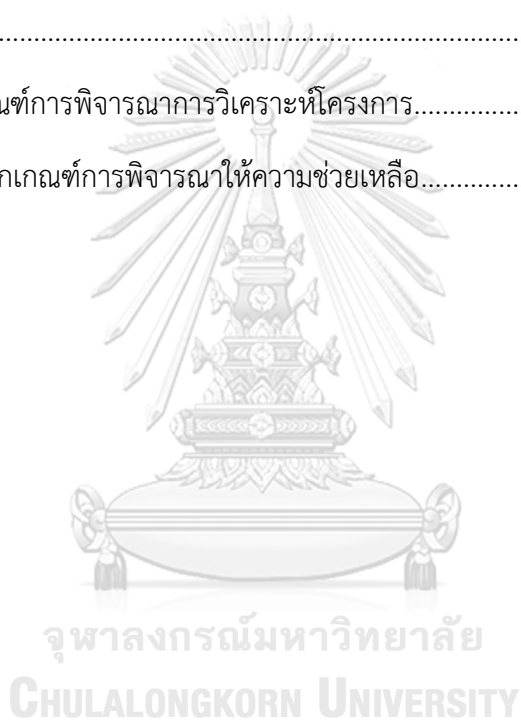 ............................................................
ณฑ์การพิจารณาการวิเคราะห์โครงการ...............
กเกณฑ์การพิจารณาให้ความช่วยเหลือ..............
จุฬาลงกรณ์มหาวิทยาลัย
CHULALONGKORN UNIVERSITY